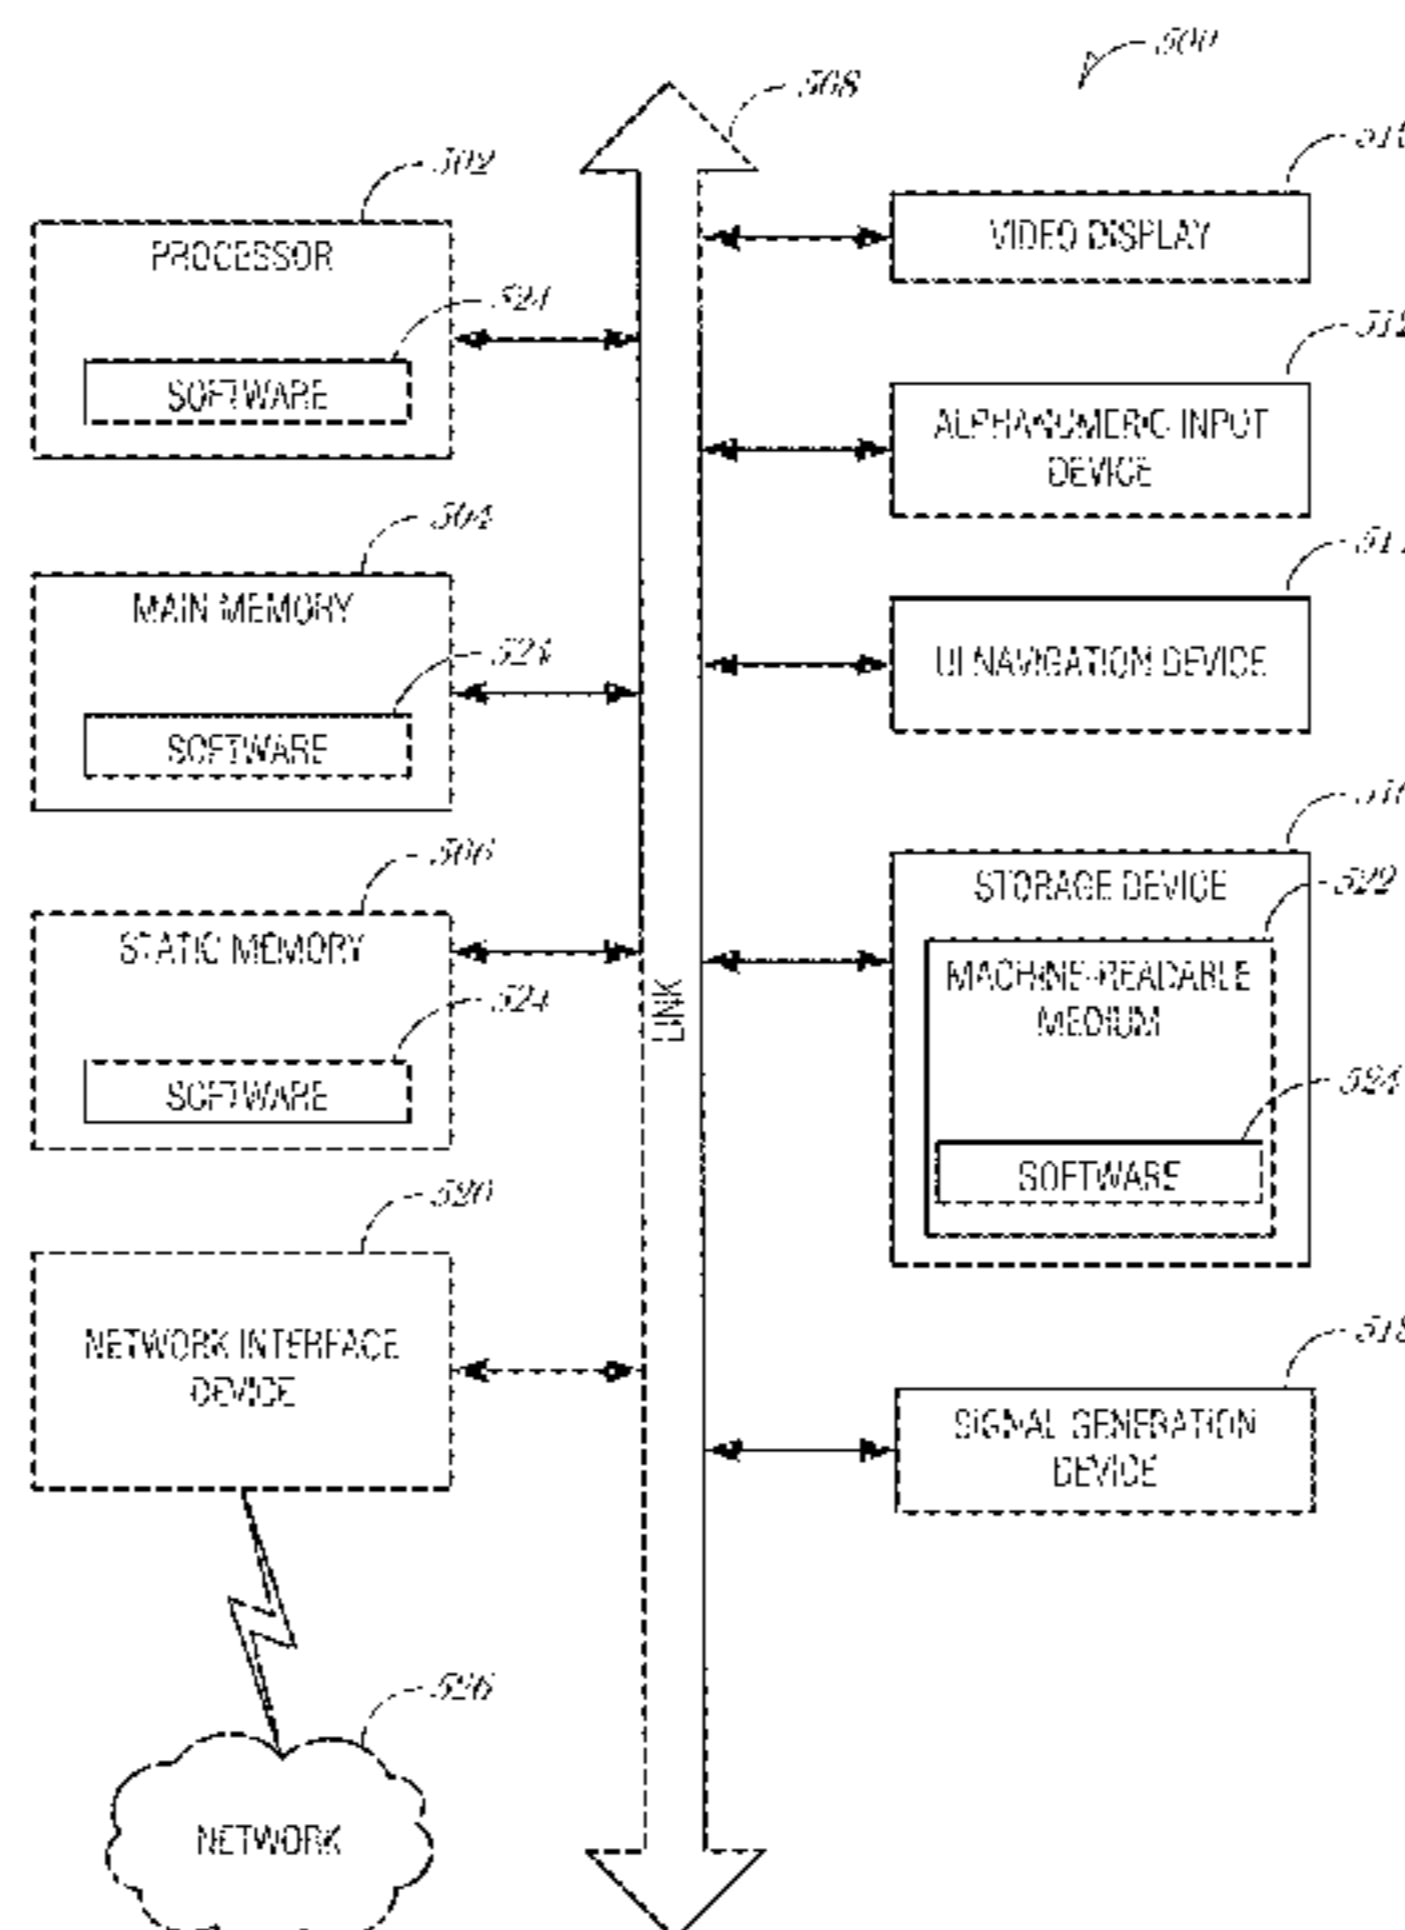 500
508
502
PROCESSOR
524
SOFTWARE
VIDEO DISPLAY
512
ALPHANUMERIC INPUT
DEVICE
504
MAIN MEMORY
524
SOFTWARE
UI NAVIGATION DEVICE
506
STATIC MEMORY
524
SOFTWARE
LINK
STORAGE DEVICE
522
MACHINE-READABLE
MEDIUM
524
SOFTWARE
520
NETWORK INTERFACE
DEVICE
518
SIGNAL GENERATION
DEVICE
526
NETWORK